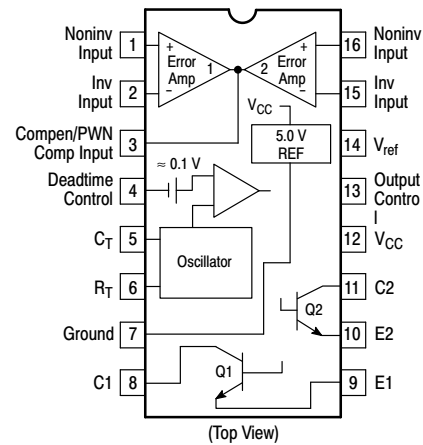 Noninv
Input
1
+
Error
Amp
1
-
Inv
Input
2
Compen/PWN
Comp Input
3
≈ 0.1 V
Deadtime
Control
4
CT
5
Oscillator
RT
6
Ground
7
C1
8
Q1
2
Error
Amp
+
-
16
Noninv
Input
15
Inv
Input
VCC
5.0 V
REF
14
Vref
13
Output
Contro
l
12
VCC
11
C2
Q2
10
E2
9
E1
(Top View)